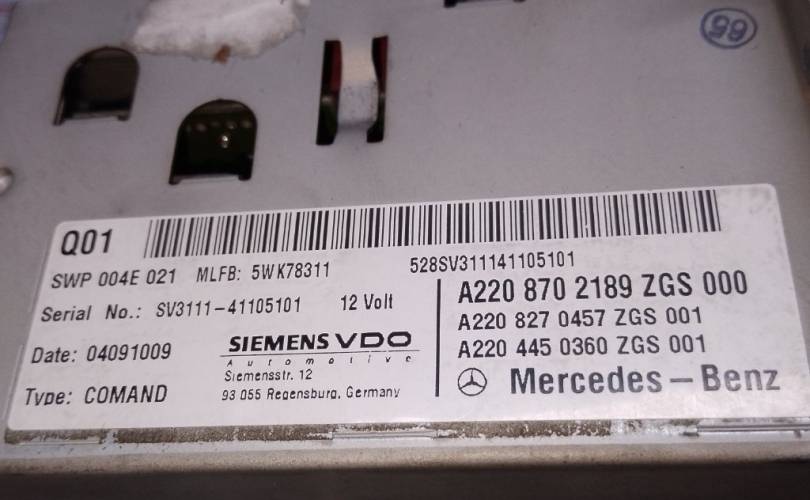 65
Q01
SWP 004E 021 MLFB: 5WK78311
528SV311141105101
Serial No.: SV3111-41105101 12 Volt
Date: 04091009
Type: COMAND
SIEMENS VDO
Automotive
Siemensstr. 12
93 055 Regensburg, Germany
A220 870 2189 ZGS 000
A220 827 0457 ZGS 001
A220 445 0360 ZGS 001
Mercedes-Benz